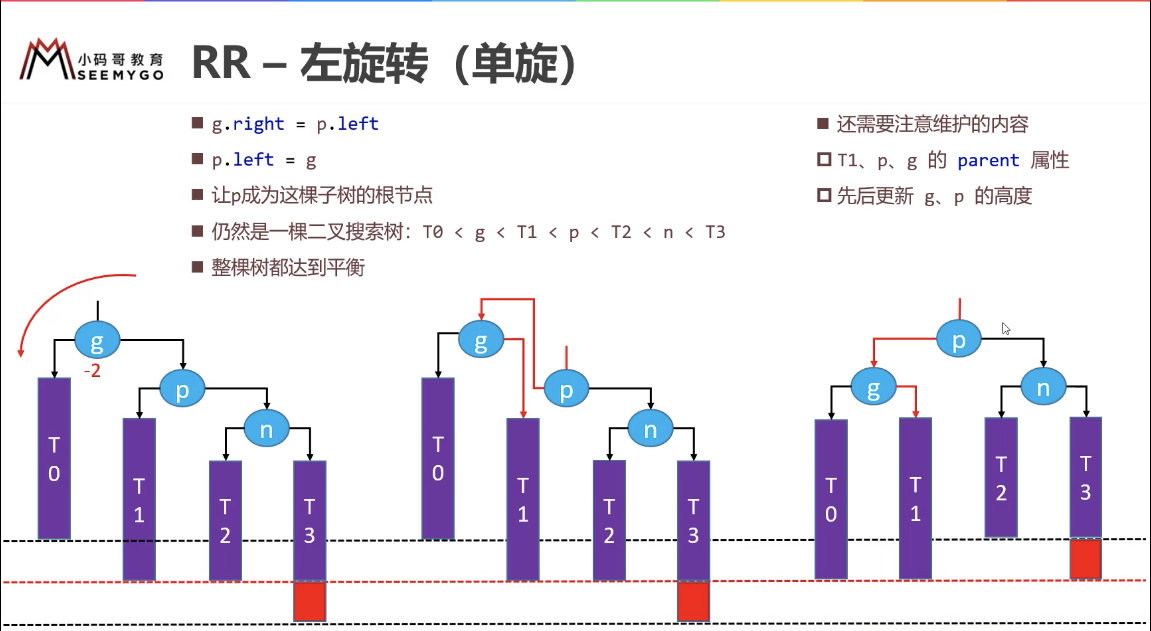 小码哥教育
SEEMYGO
RR – 左旋转（单旋）
■ g.right = p.left
■ p.left = g
■ 让p成为这棵子树的根节点
■ 仍然是一棵二叉搜索树：T0 < g < T1 < p < T2 < n < T3
■ 整棵树都达到平衡
■ 还需要注意维护的内容
□ T1、p、g 的 parent 属性
□ 先后更新 g、p 的高度
g
-2
p
n
T0
T1
T2
T3
g
p
n
T0
T1
T2
T3
p
g
n
T0
T1
T2
T3